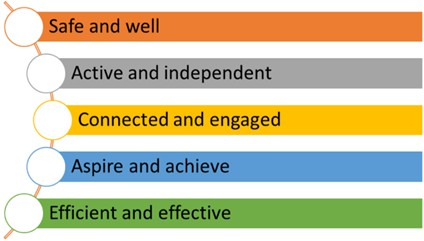 Safe and well
Active and independent
Connected and engaged
Aspire and achieve
Efficient and effective